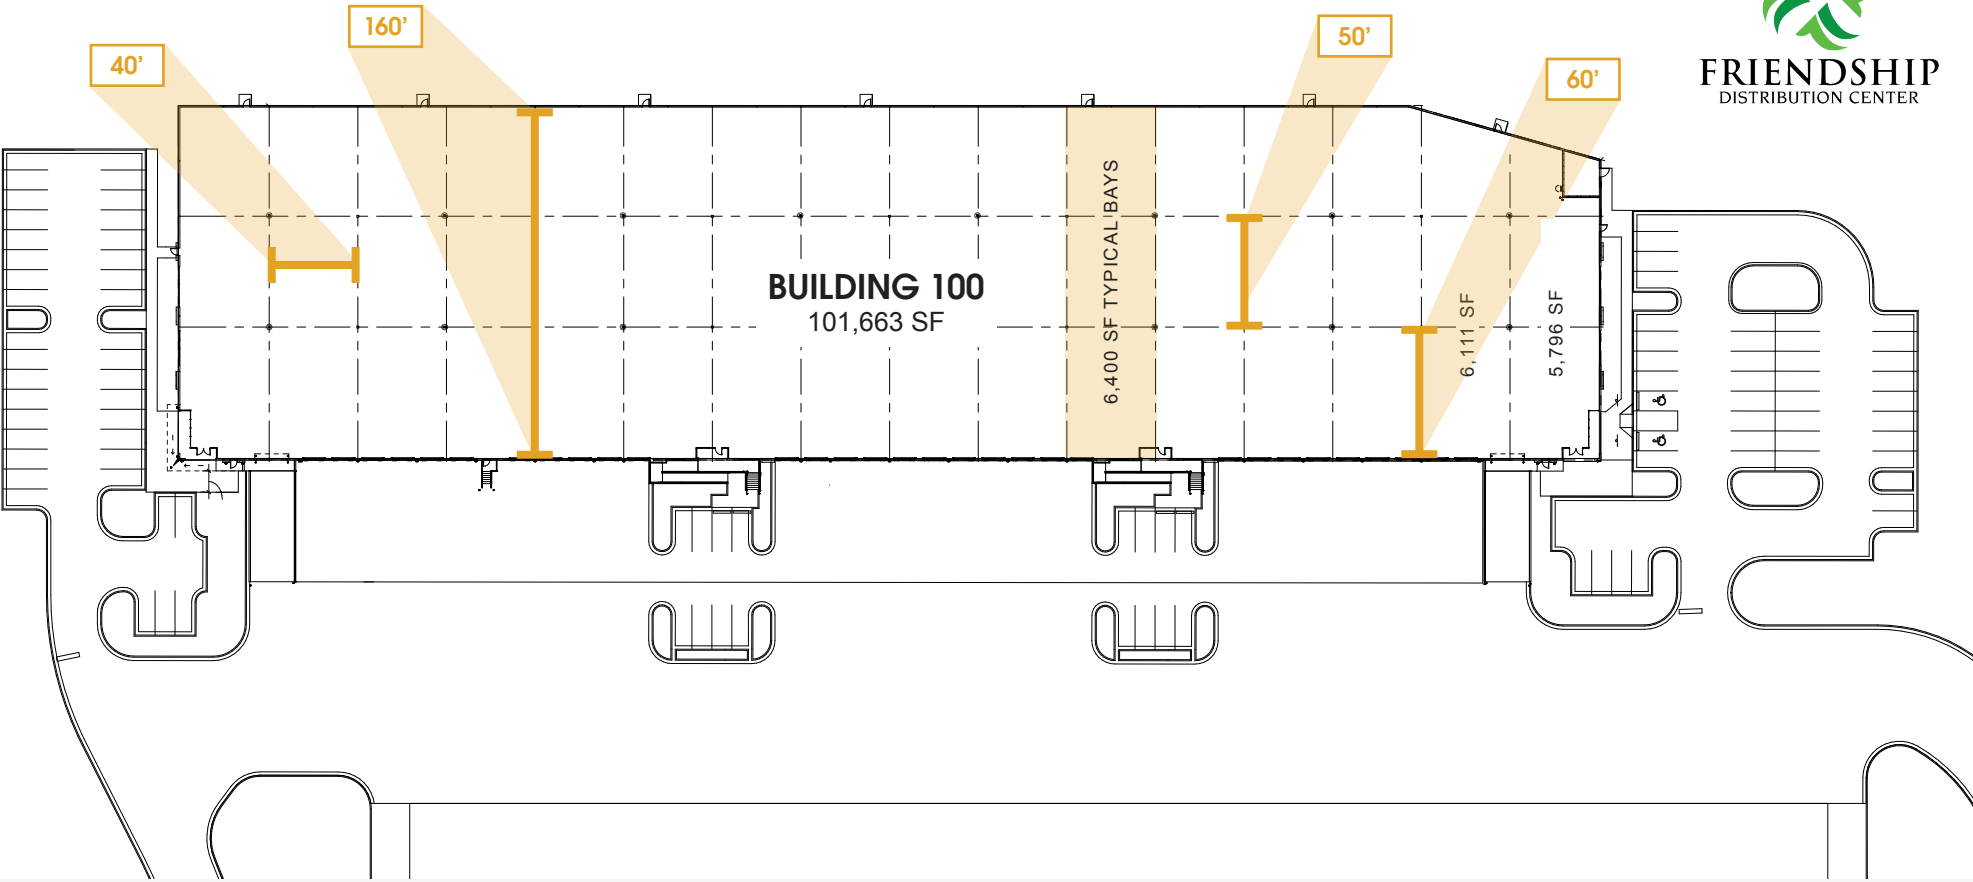 160’
50’
40’
60’
FRIENDSHIP
DISTRIBUTION CENTER
BUILDING 100
101,663 SF
6,400 SF TYPICAL BAYS
6,111 SF
5,796 SF